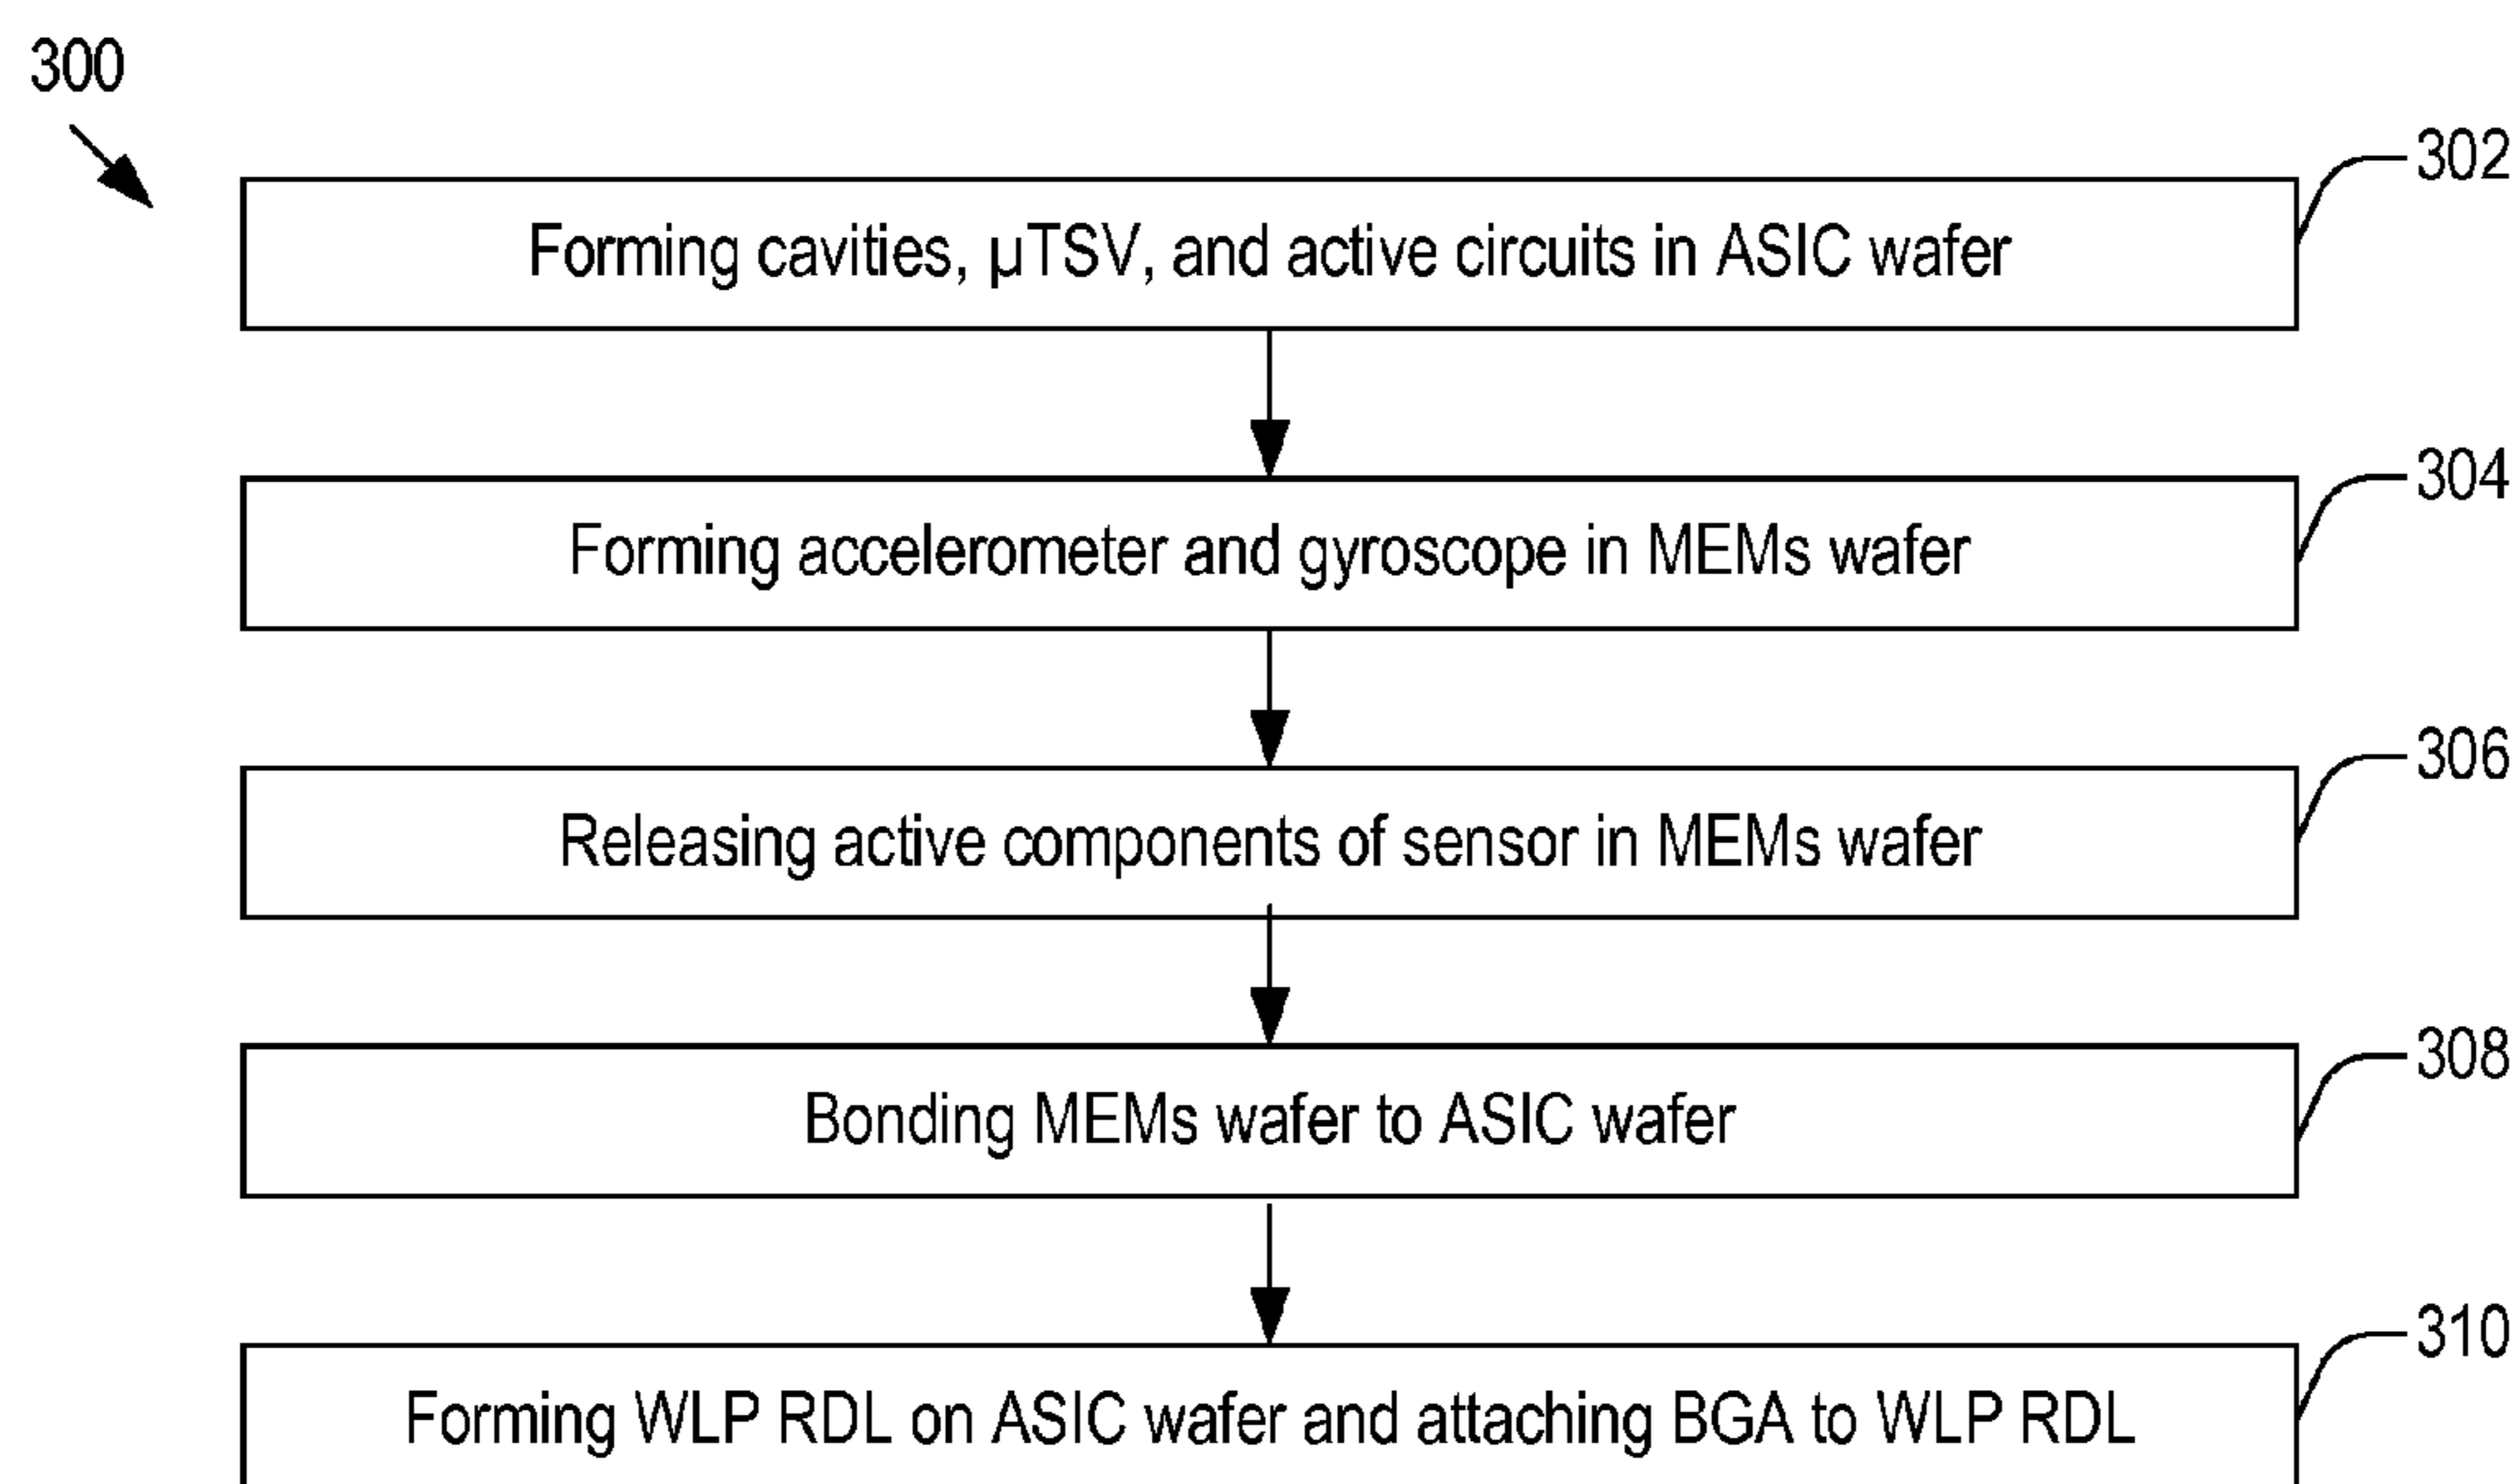 300
302
Forming cavities, µTSV, and active circuits in ASIC wafer
304
Forming accelerometer and gyroscope in MEMs wafer
306
Releasing active components of sensor in MEMs wafer
308
Bonding MEMs wafer to ASIC wafer
310
Forming WLP RDL on ASIC wafer and attaching BGA to WLP RDL